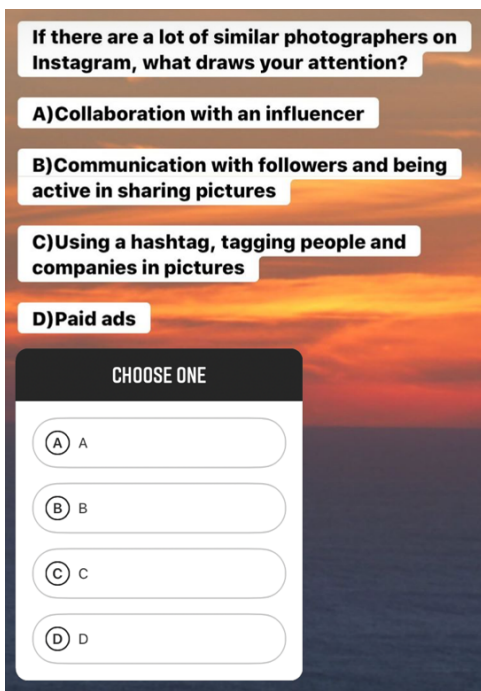 If there are a lot of similar photographers on
Instagram, what draws your attention?
A)Collaboration with an influencer
B)Communication with followers and being
active in sharing pictures
C)Using a hashtag, tagging people and
companies in pictures
D)Paid ads
CHOOSE ONE
A A
B B
C C
D D